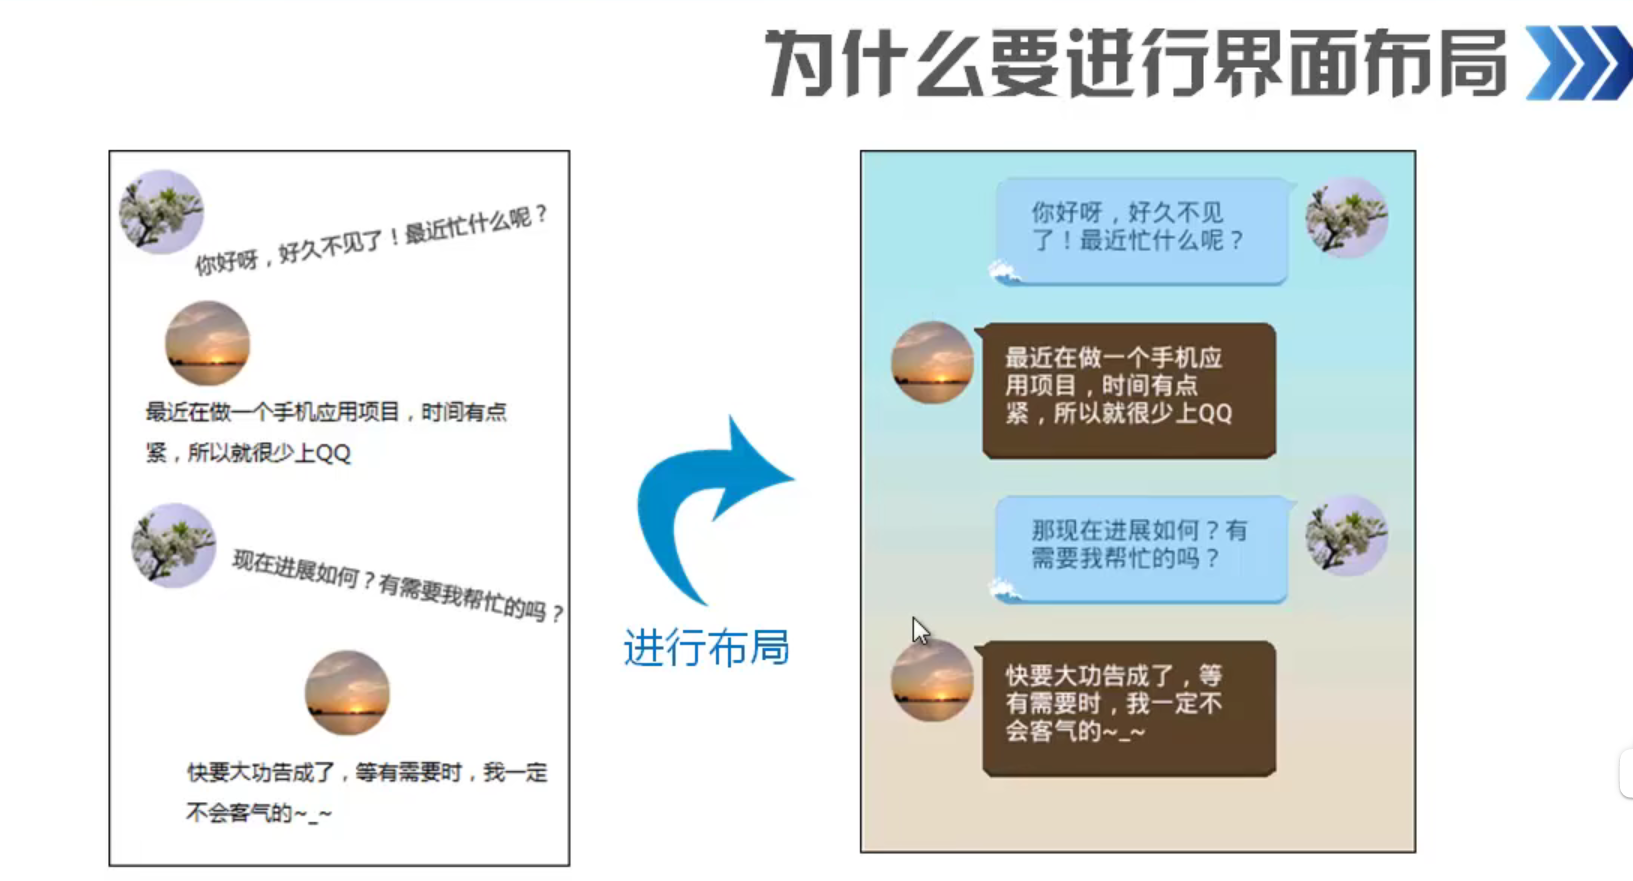 为什么要进行界面布局
你好呀，好久不见了！最近忙什么呢？
最近在做一个手机应用项目，时间有点
紧，所以就很少上QQ
现在进展如何？有需要我帮忙的吗？
快要大功告成了，等有需要时，我一定
不会客气的~_~
进行布局
你好呀，好久不见
了！最近忙什么呢？
最近在做一个手机应
用项目，时间有点
紧，所以就很少上QQ
那现在进展如何？有
需要我帮忙的吗？
快要大功告成了，等
有需要时，我一定不
会客气的~_~